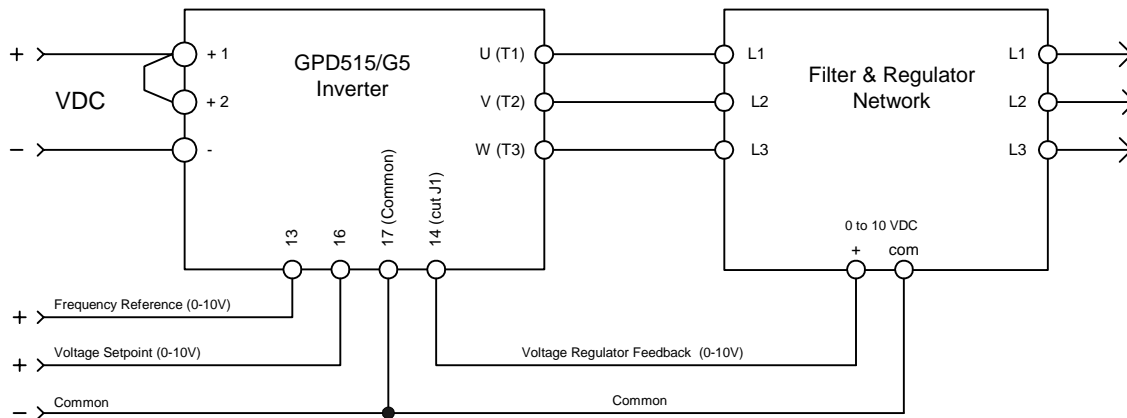 +
VDC
–
+ 1
+ 2
-
GPD515/G5
Inverter
U (T1)
V (T2)
W (T3)
13
16
17 (Common)
14 (cut J1)
L1
L2
L3
Filter & Regulator
Network
L1
L2
L3
0 to 10 VDC
+ com
+ Frequency Reference (0-10V)
+ Voltage Setpoint (0-10V)
Voltage Regulator Feedback (0-10V)
– Common
Common